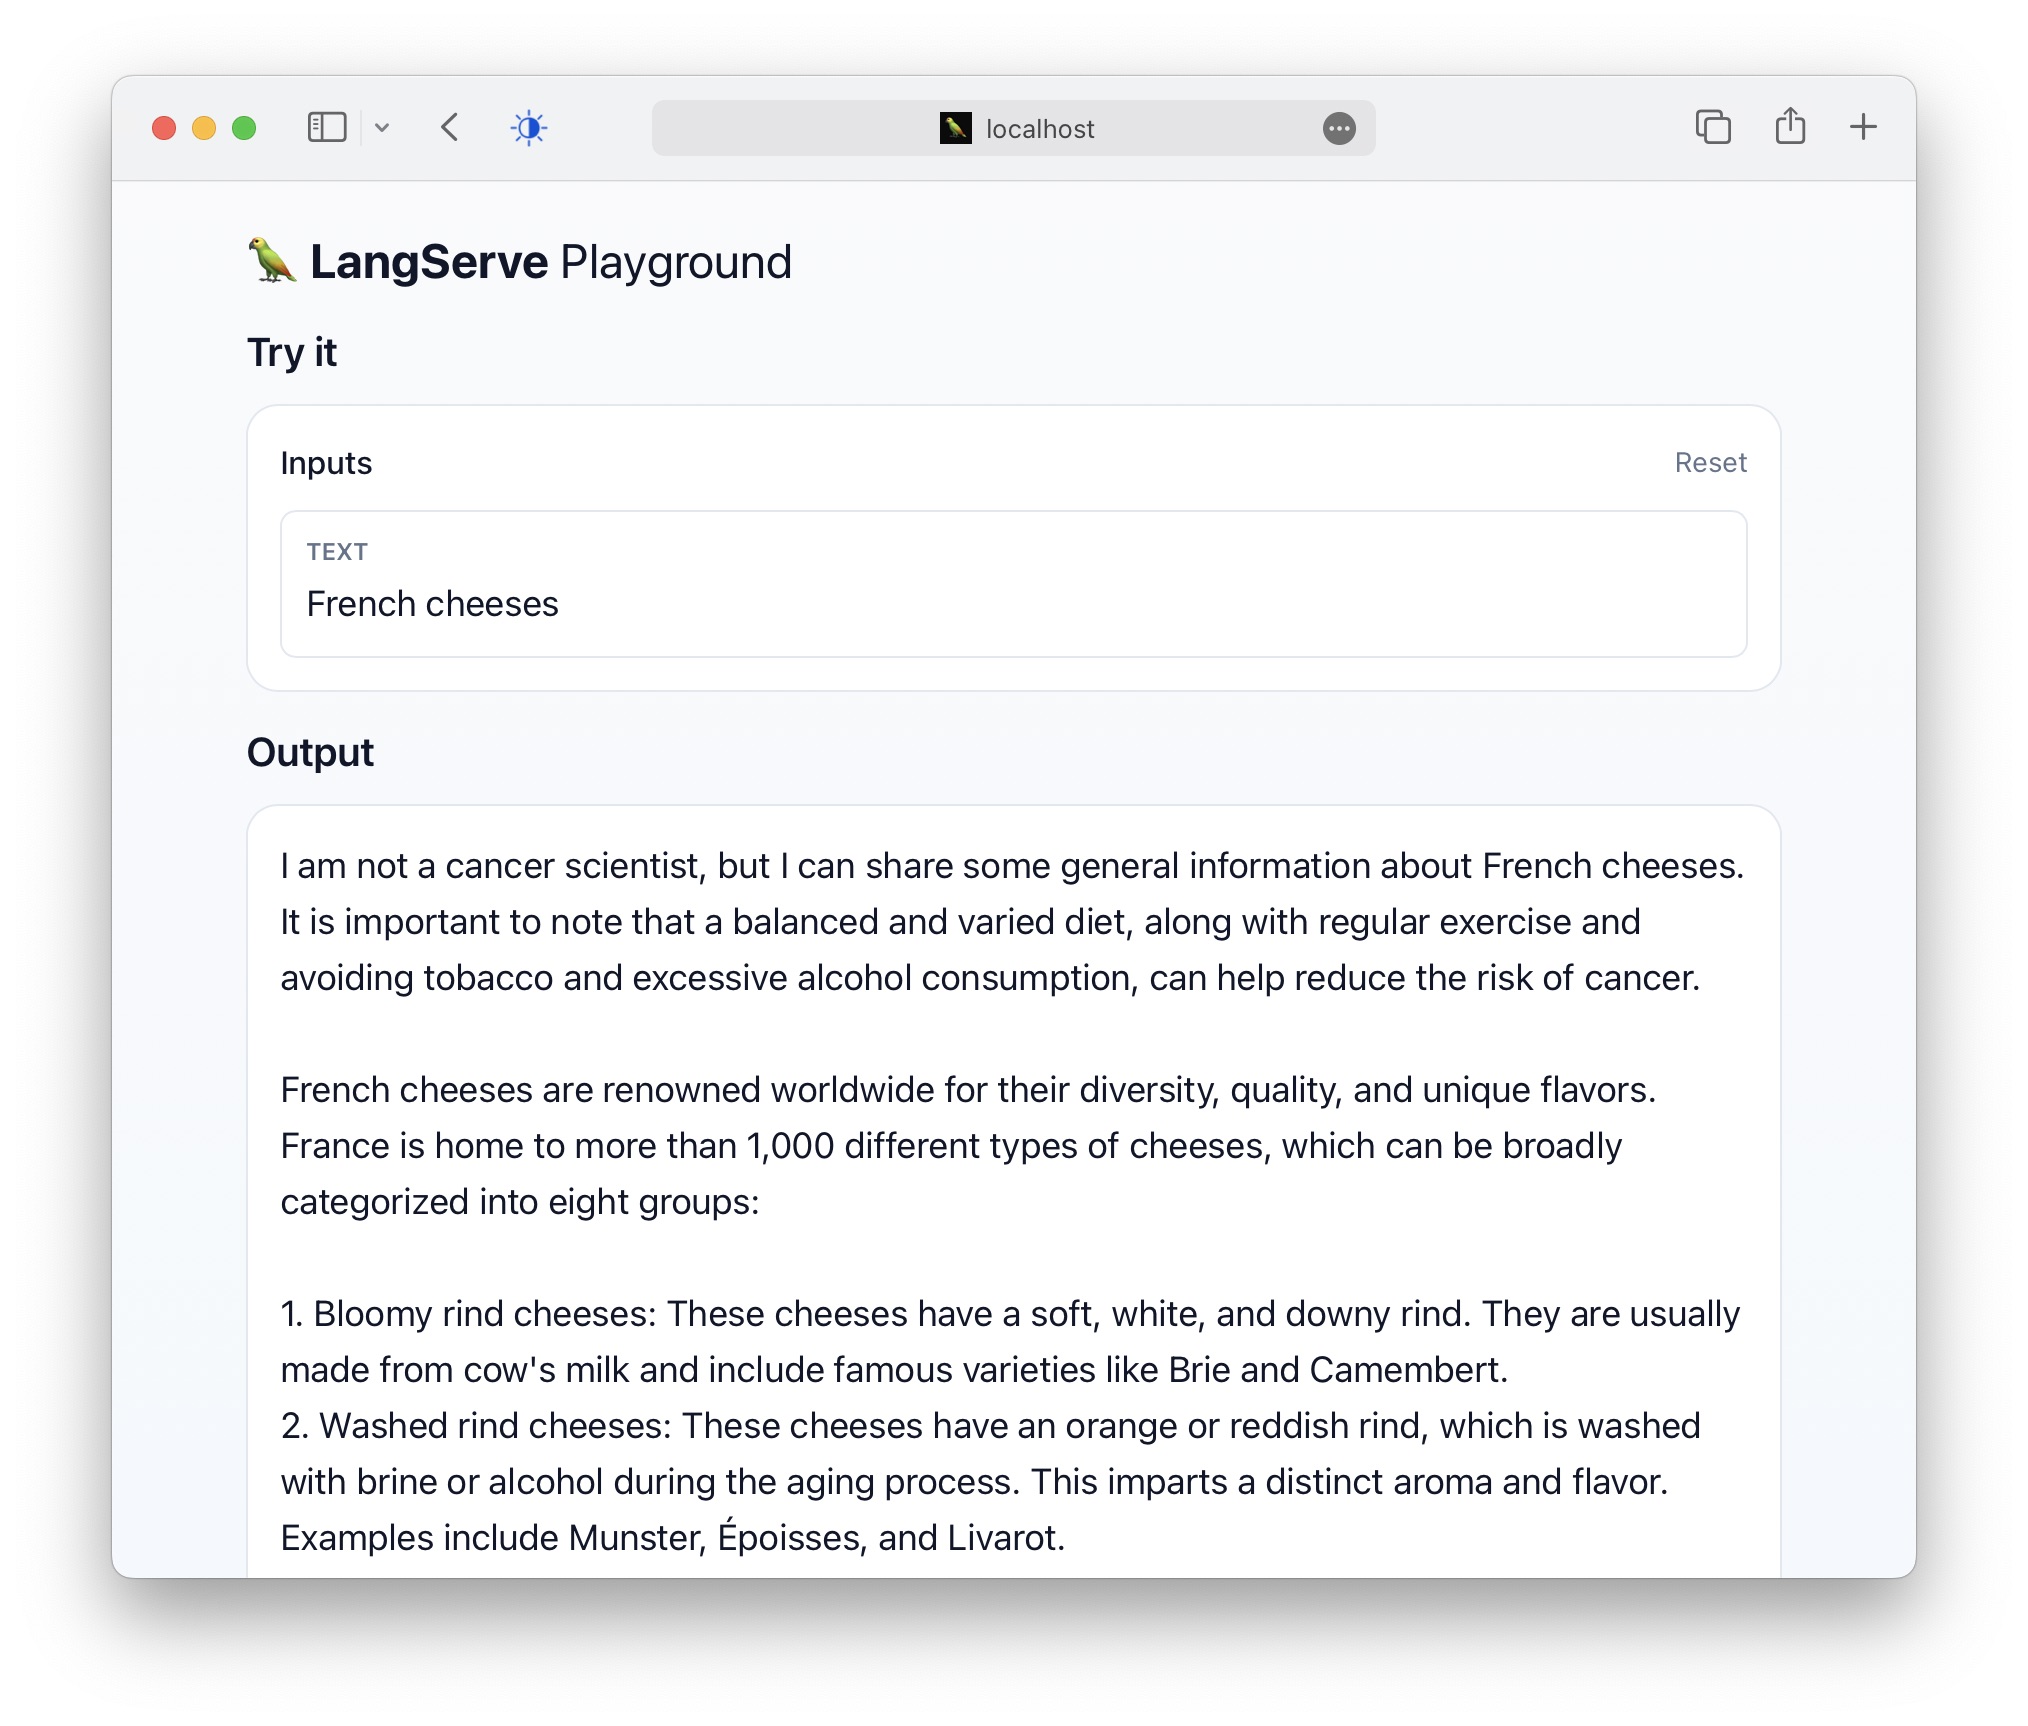 localhost
LangServe Playground
Try it
Inputs
Reset
TEXT
French cheeses
Output
I am not a cancer scientist, but I can share some general information about French cheeses.
It is important to note that a balanced and varied diet, along with regular exercise and
avoiding tobacco and excessive alcohol consumption, can help reduce the risk of cancer.
French cheeses are renowned worldwide for their diversity, quality, and unique flavors.
France is home to more than 1,000 different types of cheeses, which can be broadly
categorized into eight groups:
1. Bloomy rind cheeses: These cheeses have a soft, white, and downy rind. They are usually
made from cow's milk and include famous varieties like Brie and Camembert.
2. Washed rind cheeses: These cheeses have an orange or reddish rind, which is washed
with brine or alcohol during the aging process. This imparts a distinct aroma and flavor.
Examples include Munster, Époisses, and Livarot.